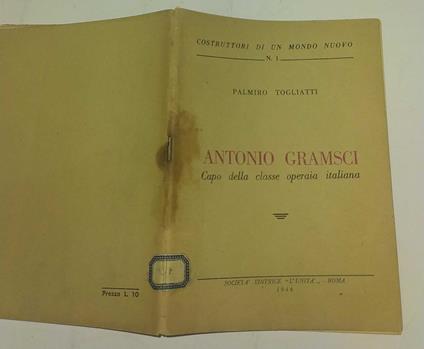 COSTRUTTORI DI UN MONDO NUOVO
N. 1
PALMIRO TOGLIATTI
ANTONIO GRAMSCI
Capo della classe operaia italiana
SOCIETA' EDITRICE "L'UNITA'„ - ROMA
1944
Prezzo L. 10